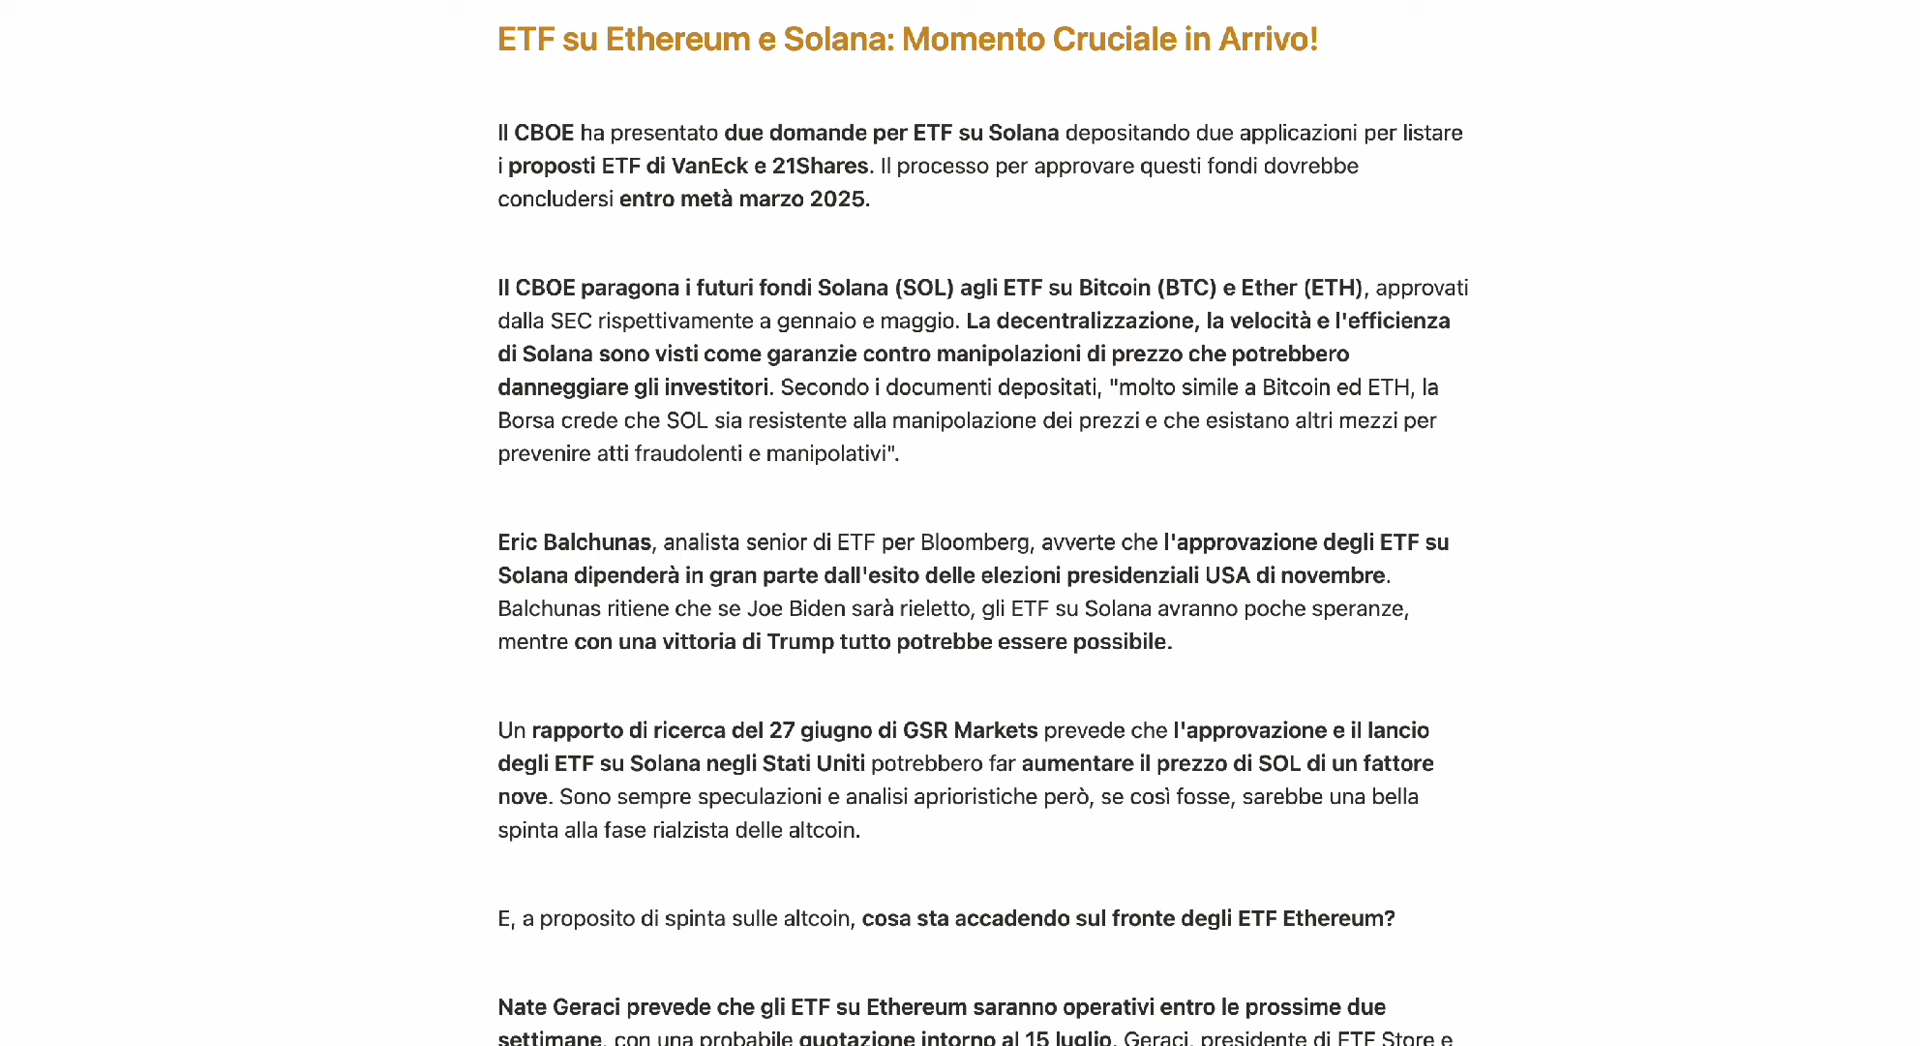 ETF su Ethereum e Solana: Momento Cruciale in Arrivo!
Il CBOE ha presentato due domande per ETF su Solana depositando due applicazioni per listare
i proposti ETF di VanEck e 21Shares. Il processo per approvare questi fondi dovrebbe
concludersi entro metà marzo 2025.
Il CBOE paragona i futuri fondi Solana (SOL) agli ETF su Bitcoin (BTC) e Ether (ETH), approvati
dalla SEC rispettivamente a gennaio e maggio. La decentralizzazione, la velocità e l'efficienza
di Solana sono visti come garanzie contro manipolazioni di prezzo che potrebbero
danneggiare gli investitori. Secondo i documenti depositati, "molto simile a Bitcoin ed ETH, la
Borsa crede che SOL sia resistente alla manipolazione dei prezzi e che esistano altri mezzi per
prevenire atti fraudolenti e manipolativi".
Eric Balchunas, analista senior di ETF per Bloomberg, avverte che l'approvazione degli ETF su
Solana dipenderà in gran parte dall'esito delle elezioni presidenziali USA di novembre.
Balchunas ritiene che se Joe Biden sarà rieletto, gli ETF su Solana avranno poche speranze,
mentre con una vittoria di Trump tutto potrebbe essere possibile.
Un rapporto di ricerca del 27 giugno di GSR Markets prevede che l'approvazione e il lancio
degli ETF su Solana negli Stati Uniti potrebbero far aumentare il prezzo di SOL di un fattore
nove. Sono sempre speculazioni e analisi aprioristiche però, se così fosse, sarebbe una bella
spinta alla fase rialzista delle altcoin.
E, a proposito di spinta sulle altcoin, cosa sta accadendo sul fronte degli ETF Ethereum?
Nate Geraci prevede che gli ETF su Ethereum saranno operativi entro le prossime due
settimane, con una probabile quotazione intorno al 15 luglio. Geraci, presidente di ETF Store e